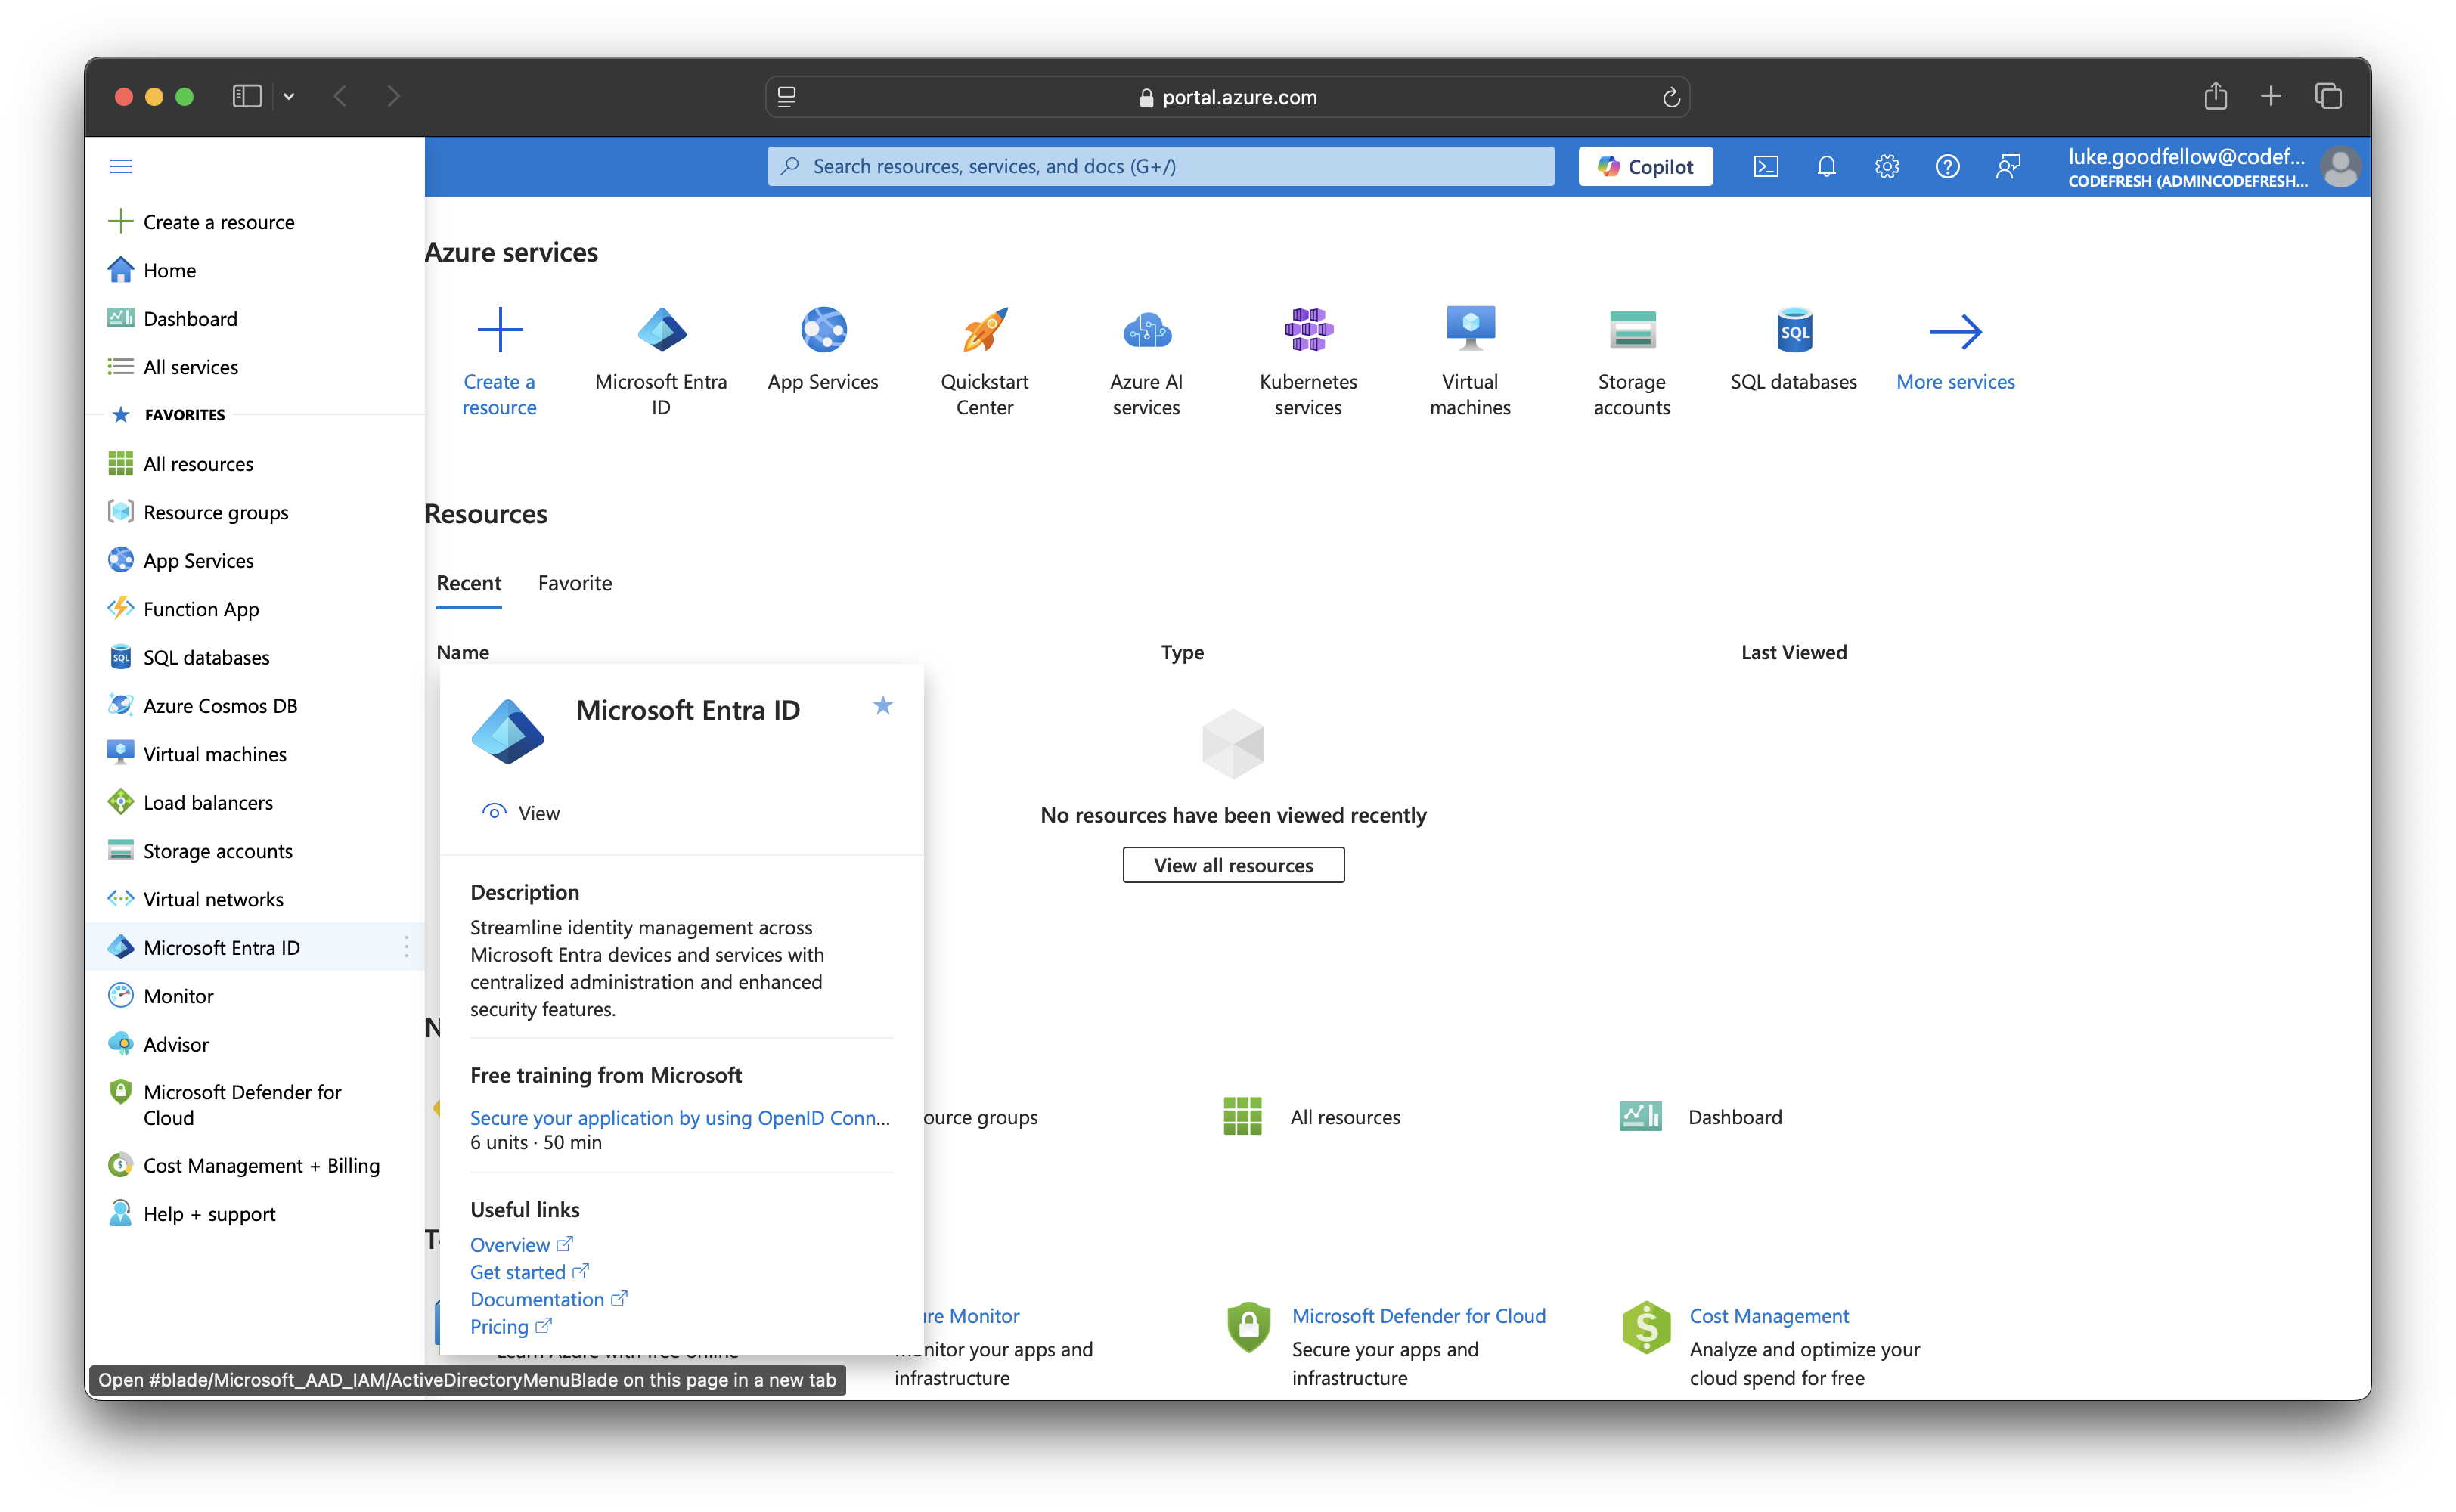 portal.azure.com
Search resources, services, and docs (G+/)
Copilot
luke.goodfellow@codef...
CODEFRESH (ADMINCODEFRESH...
Create a resource
Home
Dashboard
All services
FAVORITES
All resources
Resource groups
App Services
Function App
SQL
SQL databases
Azure Cosmos DB
Virtual machines
Load balancers
Storage accounts
Virtual networks
Microsoft Entra ID
Monitor
Advisor
Microsoft Defender for
Cloud
Cost Management + Billing
Help + support
Azure services
Create a
resource
Microsoft Entra
ID
App Services
Quickstart
Center
Azure AI
services
Kubernetes
services
Virtual
machines
Storage
accounts
SQL
SQL databases
More services
Resources
Recent
Favorite
Name
Type
Last Viewed
No resources have been viewed recently
View all resources
Microsoft Entra ID
View
Description
Streamline identity management across
Microsoft Entra devices and services with
centralized administration and enhanced
security features.
Free training from Microsoft
Secure your application by using OpenID Conn...
6 units · 50 min
Useful links
Overview
Get started
Documentation
Pricing
N
ource groups
All resources
Dashboard
T
re Monitor
nitor your apps and
infrastructure
Microsoft Defender for Cloud
Secure your apps and
infrastructure
Cost Management
Analyze and optimize your
cloud spend for free
Open #blade/Microsoft_AAD_IAM/ActiveDirectoryMenuBlade on this page in a new tab